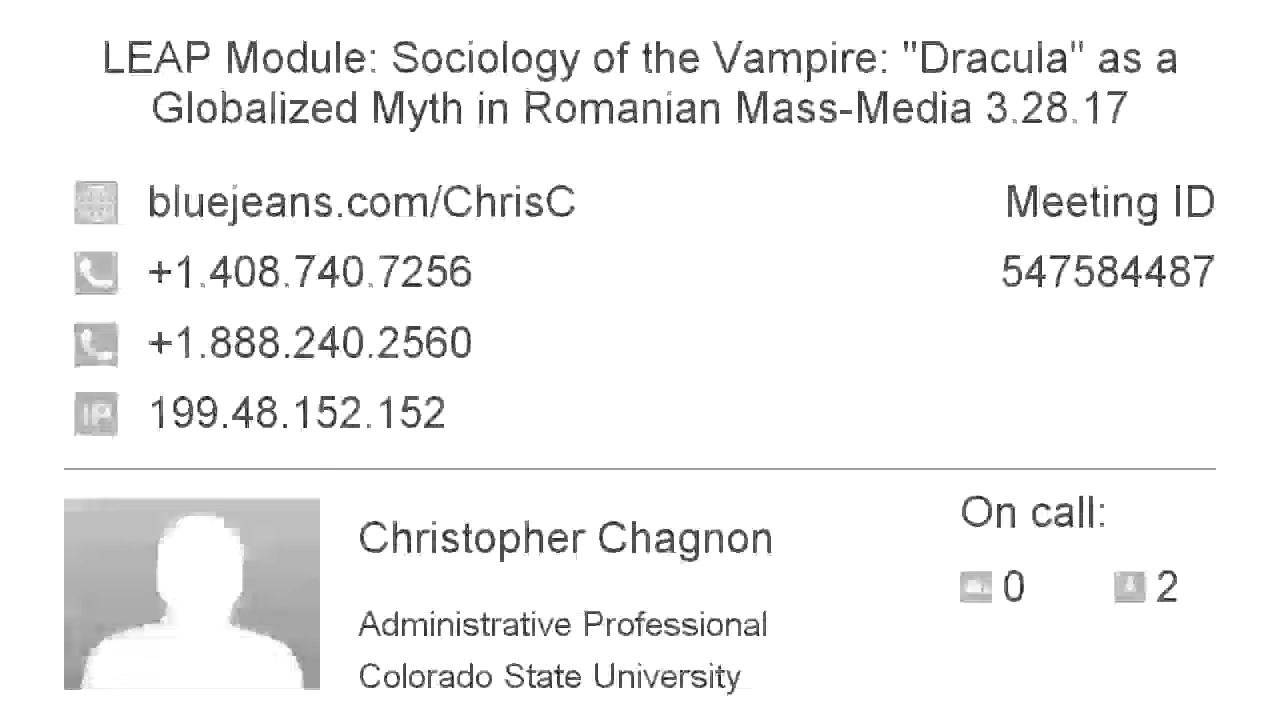 LEAP Module: Sociology of the Vampire: "Dracula" as a
Globalized Myth in Romanian Mass-Media 3.28.17
bluejeans.com/ChrisC
Meeting ID
+1.408.740.7256
547584487
+1.888.240.2560
IP 199.48.152.152
Christopher Chagnon
On call:
0 2
Administrative Professional
Colorado State University